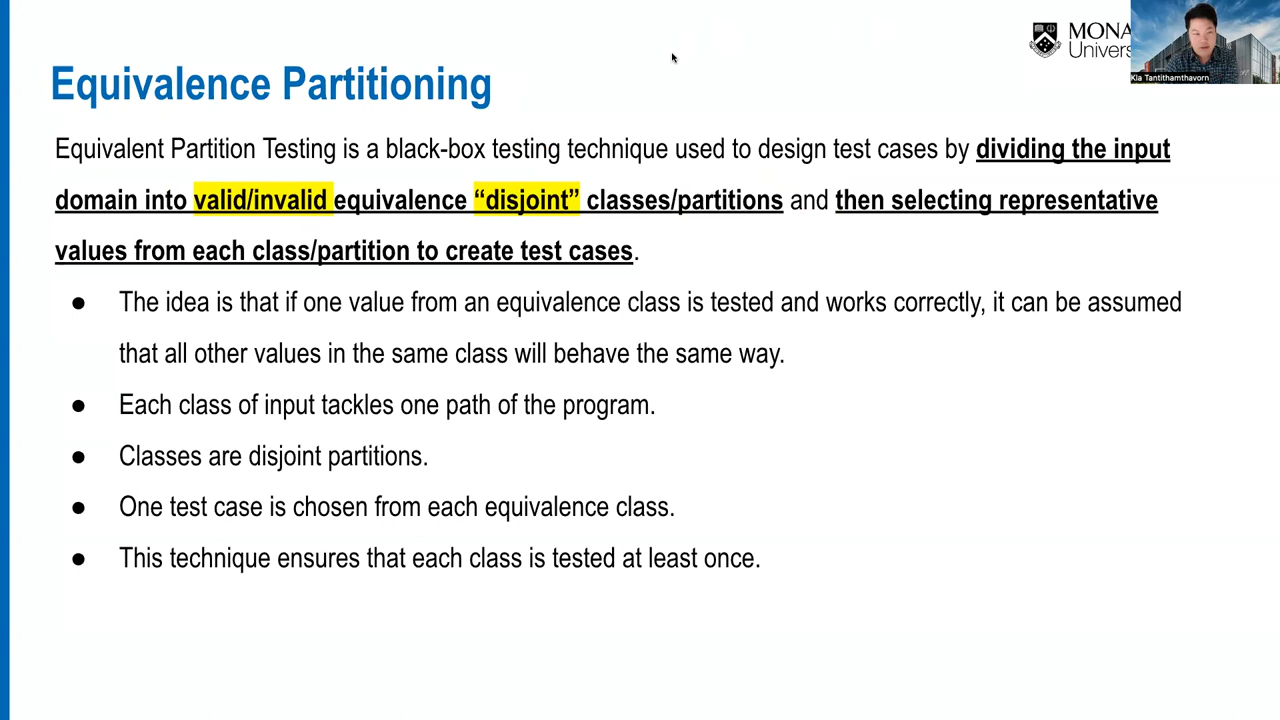 MONA
Univers
Kla Tantithamthavorn
Equivalence Partitioning
Equivalent Partition Testing is a black-box testing technique used to design test cases by dividing the input
domain into valid/invalid equivalence “disjoint” classes/partitions and then selecting representative
values from each class/partition to create test cases.
● The idea is that if one value from an equivalence class is tested and works correctly, it can be assumed
that all other values in the same class will behave the same way.
● Each class of input tackles one path of the program.
● Classes are disjoint partitions.
● One test case is chosen from each equivalence class.
● This technique ensures that each class is tested at least once.